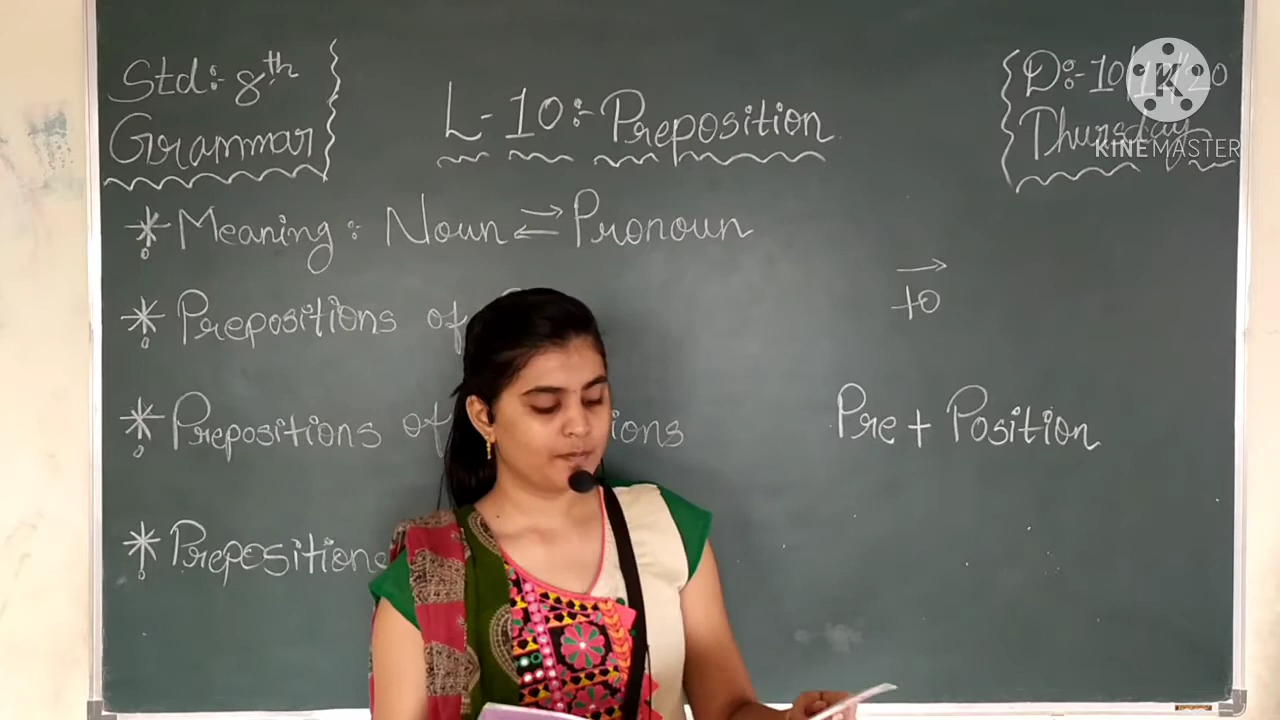 Std:- 8th
Grammar
L-10:- Preposition
D:- 10/
Thursday
KINEMASTER
* Meaning: Noun ⇄ Pronoun
→
to
* Prepositions of
* Prepositions of ions
Pre + Position
* Prepositions